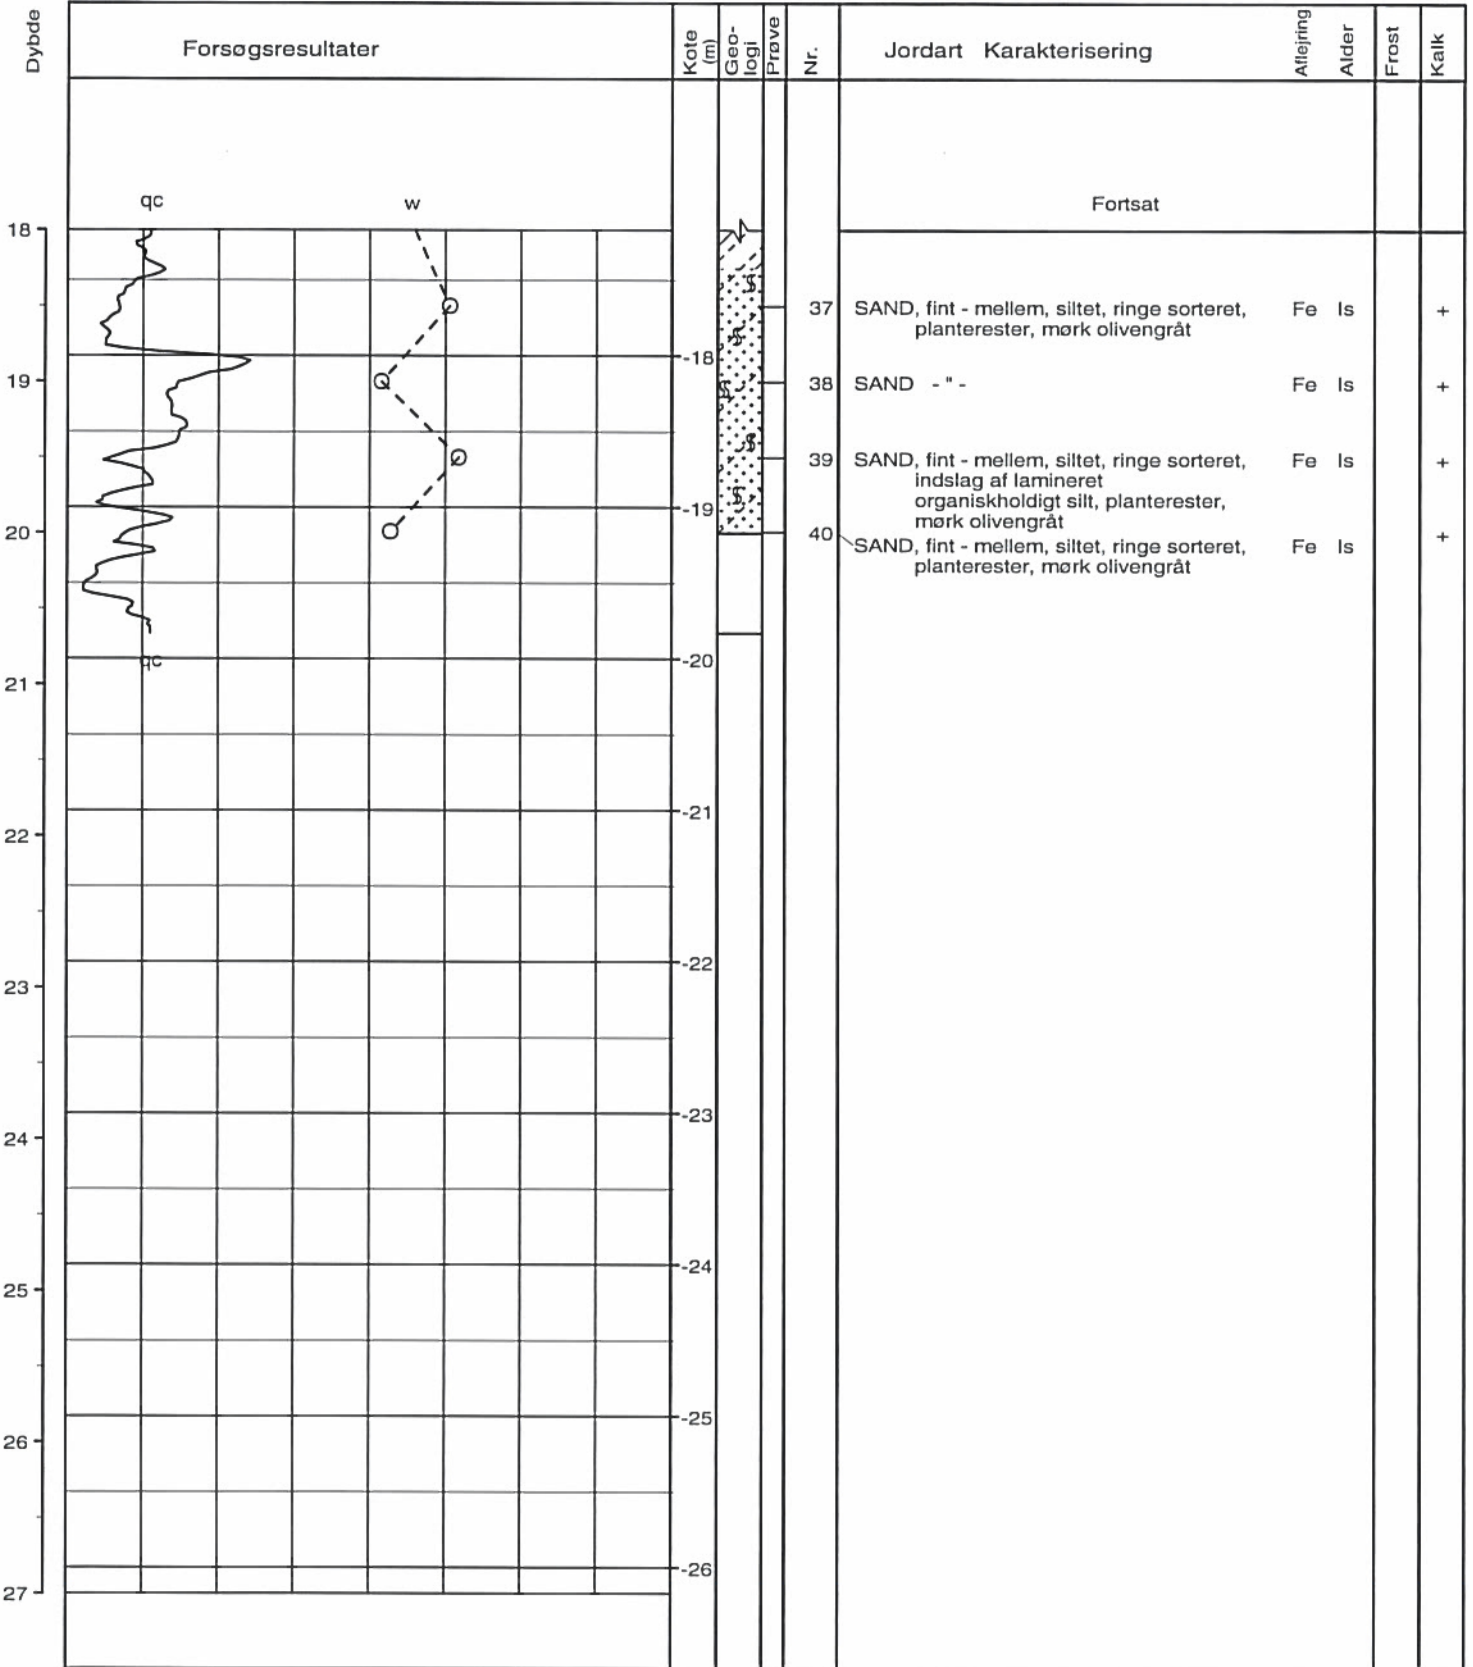 Dybde
Forsøgsresultater
Kote (m)
Geo-
logi
Prøve
Nr.
Jordart Karakterisering
Aflejring
Alder
Frost
Kalk
qc
w
Fortsat
18
37 SAND, fint - mellem, siltet, ringe sorteret, Fe Is +
planterester, mørk olivengråt
-18
19
38 SAND - " - Fe Is +
39 SAND, fint - mellem, siltet, ringe sorteret, Fe Is +
indslag af lamineret
organiskholdigt silt, planterester,
mørk olivengråt
-19
20
40 SAND, fint - mellem, siltet, ringe sorteret, Fe Is +
planterester, mørk olivengråt
qc
-20
21
-21
22
-22
23
-23
24
-24
25
-25
26
-26
27